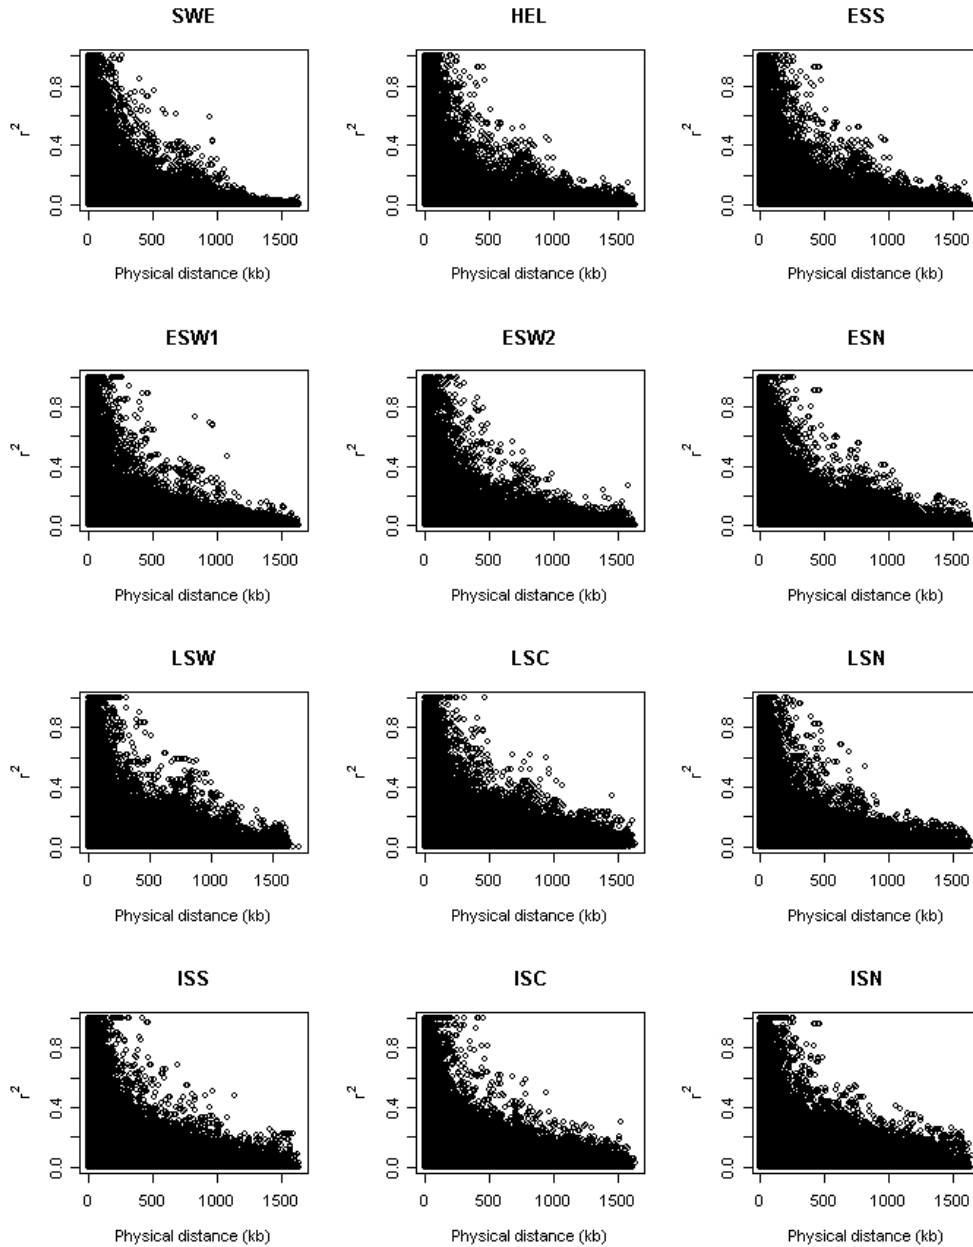 SWE HEL ESS
r² r² r²
0.8 0.8 0.8
0.4 0.4 0.4
0.0 0.0 0.0
0 500 1000 1500 0 500 1000 1500 0 500 1000 1500
Physical distance (kb) Physical distance (kb) Physical distance (kb)
ESW1 ESW2 ESN
r² r² r²
0.8 0.8 0.8
0.4 0.4 0.4
0.0 0.0 0.0
0 500 1000 1500 0 500 1000 1500 0 500 1000 1500
Physical distance (kb) Physical distance (kb) Physical distance (kb)
LSW LSC LSN
r² r² r²
0.8 0.8 0.8
0.4 0.4 0.4
0.0 0.0 0.0
0 500 1000 1500 0 500 1000 1500 0 500 1000 1500
Physical distance (kb) Physical distance (kb) Physical distance (kb)
ISS ISC ISN
r² r² r²
0.8 0.8 0.8
0.4 0.4 0.4
0.0 0.0 0.0
0 500 1000 1500 0 500 1000 1500 0 500 1000 1500
Physical distance (kb) Physical distance (kb) Physical distance (kb)